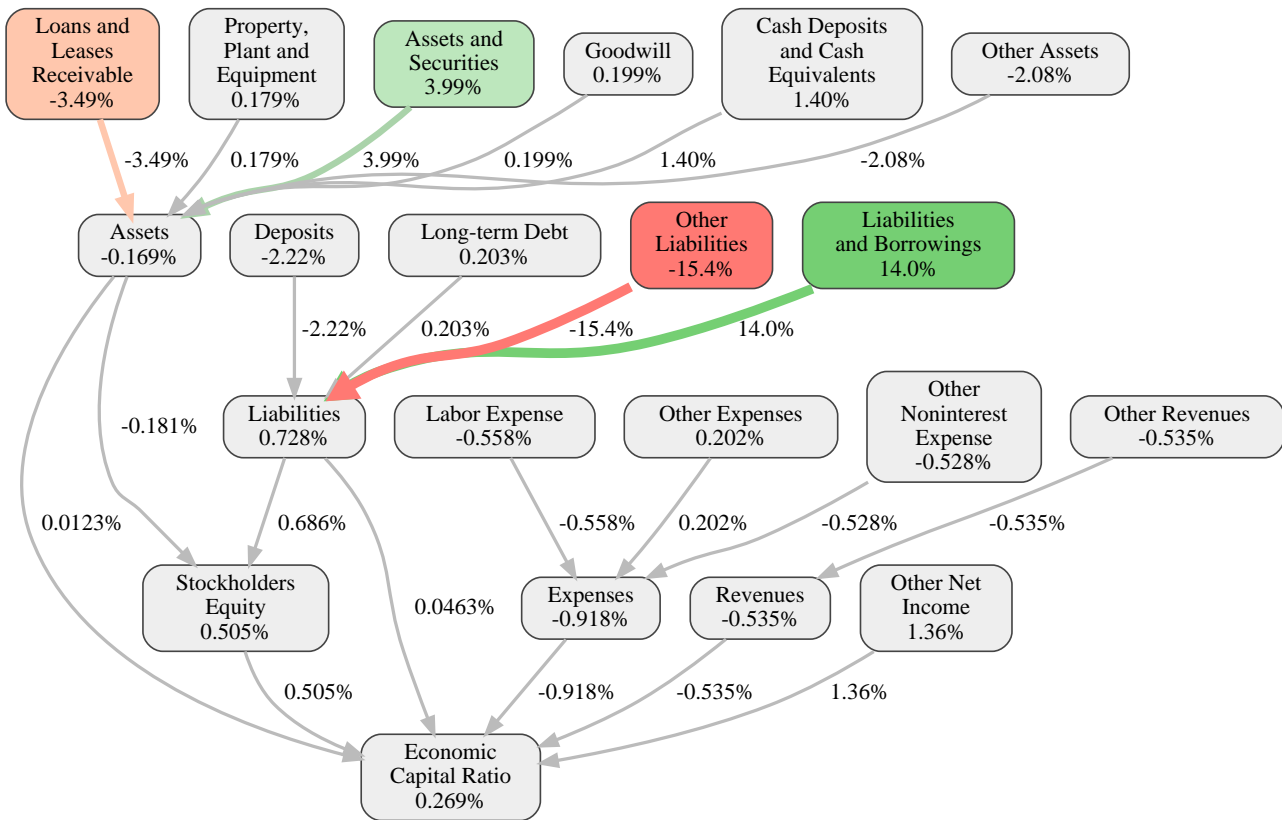 Loans and
Leases
Receivable
-3.49%
Property,
Plant and
Equipment
0.179%
Assets and
Securities
3.99%
Goodwill
0.199%
Cash Deposits
and Cash
Equivalents
1.40%
Other Assets
-2.08%
-3.49%
0.179%
3.99%
0.199%
1.40%
-2.08%
Assets
-0.169%
Deposits
-2.22%
Long-term Debt
0.203%
Other
Liabilities
-15.4%
Liabilities
and Borrowings
14.0%
-2.22%
0.203%
-15.4%
14.0%
-0.181%
Liabilities
0.728%
Labor Expense
-0.558%
Other Expenses
0.202%
Other
Noninterest
Expense
-0.528%
Other Revenues
-0.535%
0.0123%
0.686%
-0.558%
0.202%
-0.528%
-0.535%
Stockholders
Equity
0.505%
0.0463%
Expenses
-0.918%
Revenues
-0.535%
Other Net
Income
1.36%
0.505%
-0.918%
-0.535%
1.36%
Economic
Capital Ratio
0.269%